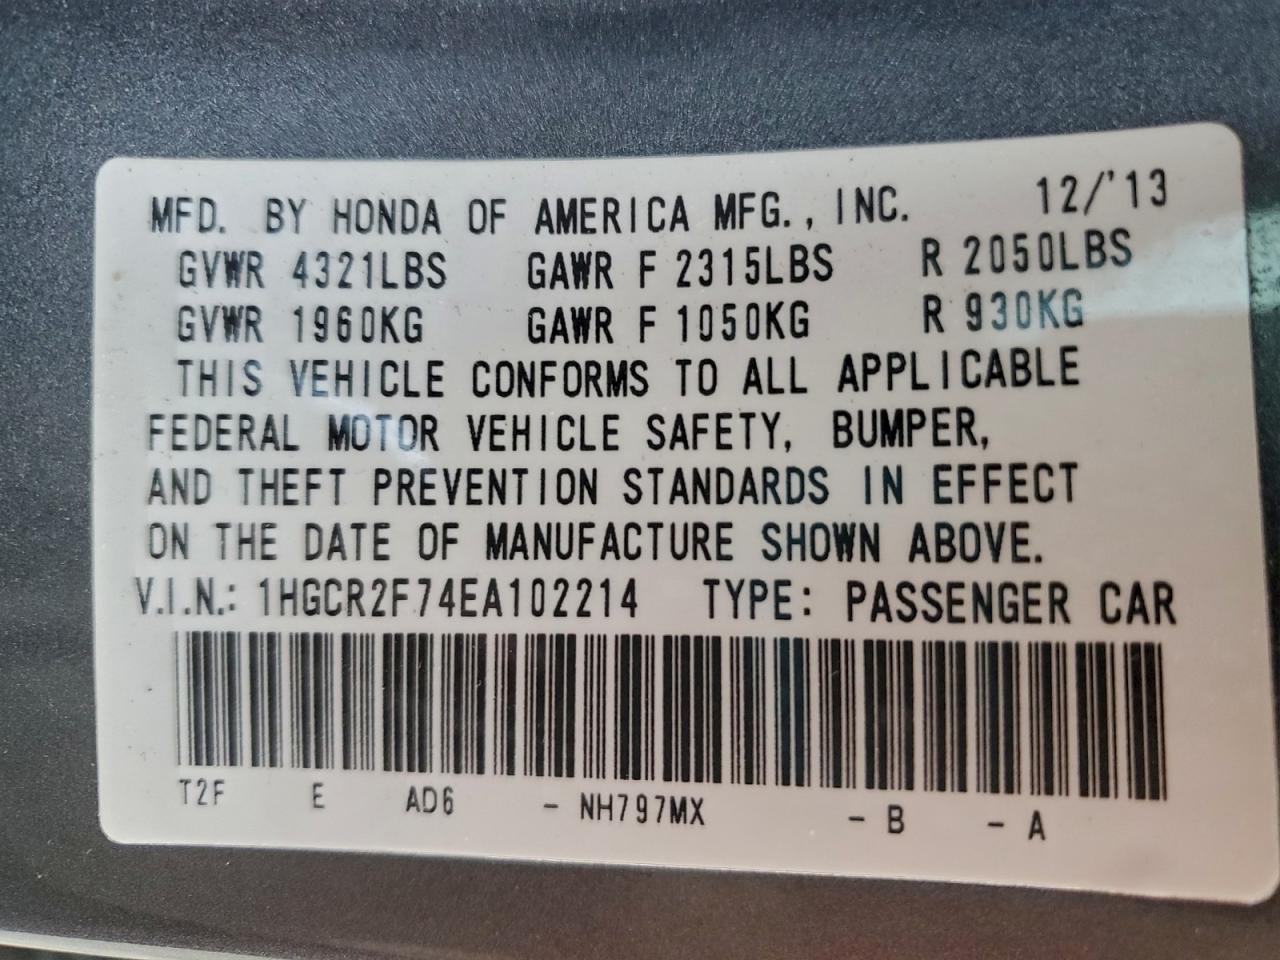 MFD. BY HONDA OF AMERICA MFG., INC. 12/'13
GVWR 4321LBS GAWR F 2315LBS R 2050LBS
GVWR 1960KG GAWR F 1050KG R 930KG
THIS VEHICLE CONFORMS TO ALL APPLICABLE
FEDERAL MOTOR VEHICLE SAFETY, BUMPER,
AND THEFT PREVENTION STANDARDS IN EFFECT
ON THE DATE OF MANUFACTURE SHOWN ABOVE.
V.I.N.: 1HGCR2F74EA102214 TYPE: PASSENGER CAR
T2F E AD6 - NH797MX - B - A